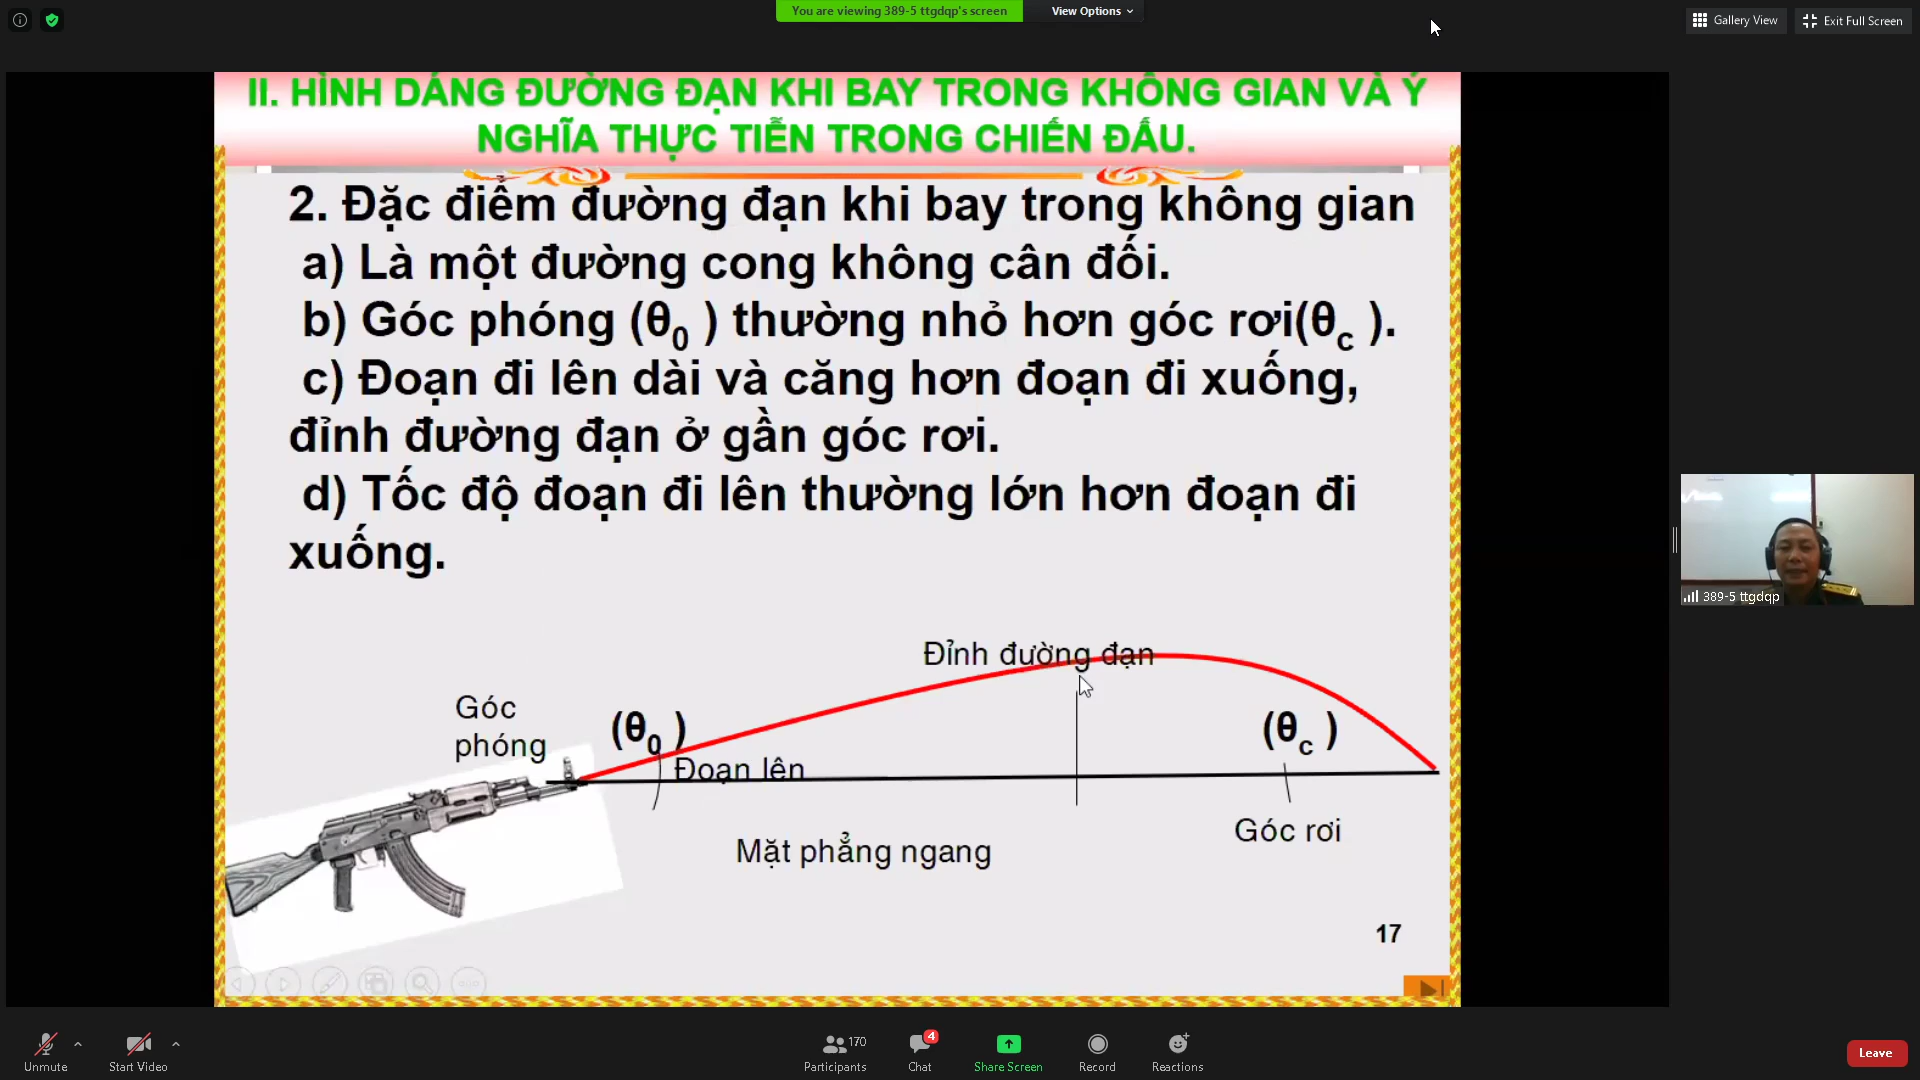 You are viewing 389-5 ttgdqp's screen
View Options
Gallery View
Exit Full Screen
II. HÌNH DÁNG ĐƯỜNG ĐẠN KHI BAY TRONG KHÔNG GIAN VÀ Ý
NGHĨA THỰC TIỄN TRONG CHIẾN ĐẤU.
2. Đặc điểm đường đạn khi bay trong không gian
a) Là một đường cong không cân đối.
b) Góc phóng (θ0 ) thường nhỏ hơn góc rơi(θc ).
c) Đoạn đi lên dài và căng hơn đoạn đi xuống,
đỉnh đường đạn ở gần góc rơi.
d) Tốc độ đoạn đi lên thường lớn hơn đoạn đi
xuống.
389-5 ttgdqp
Đỉnh đường đạn
Góc
phóng
(θ0 )
(θc )
Đoạn lên
Góc rơi
Mặt phẳng ngang
17
Unmute
Start Video
170
Participants
4
Chat
Share Screen
Record
Reactions
Leave